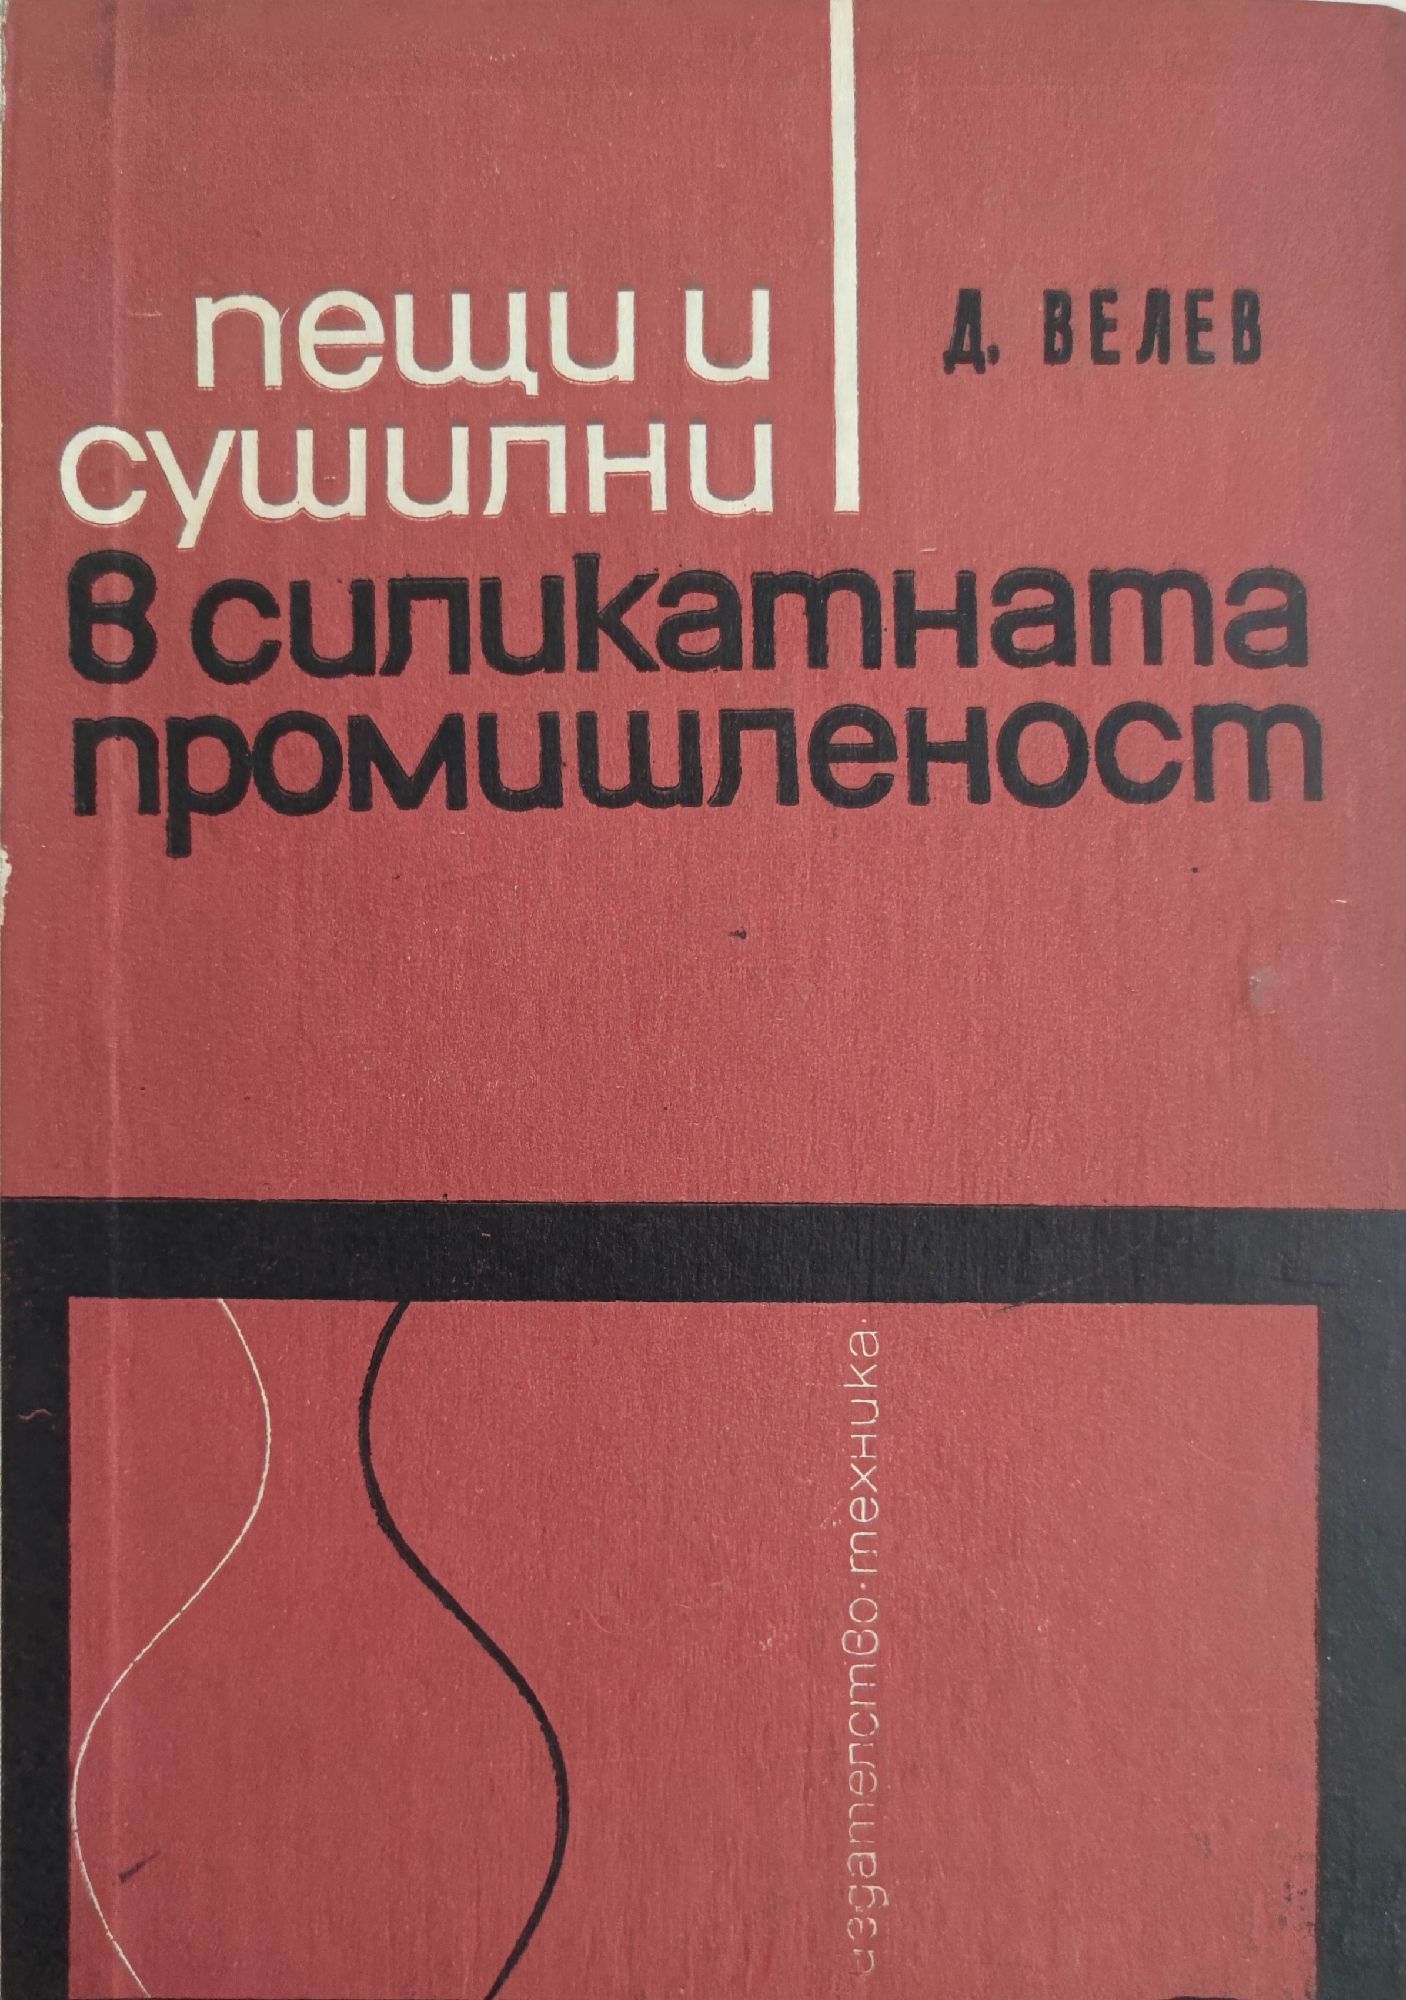 пещи и
сушилни
Д. ВЕЛЕВ
в силикатната
промишленост
издателство·техника·